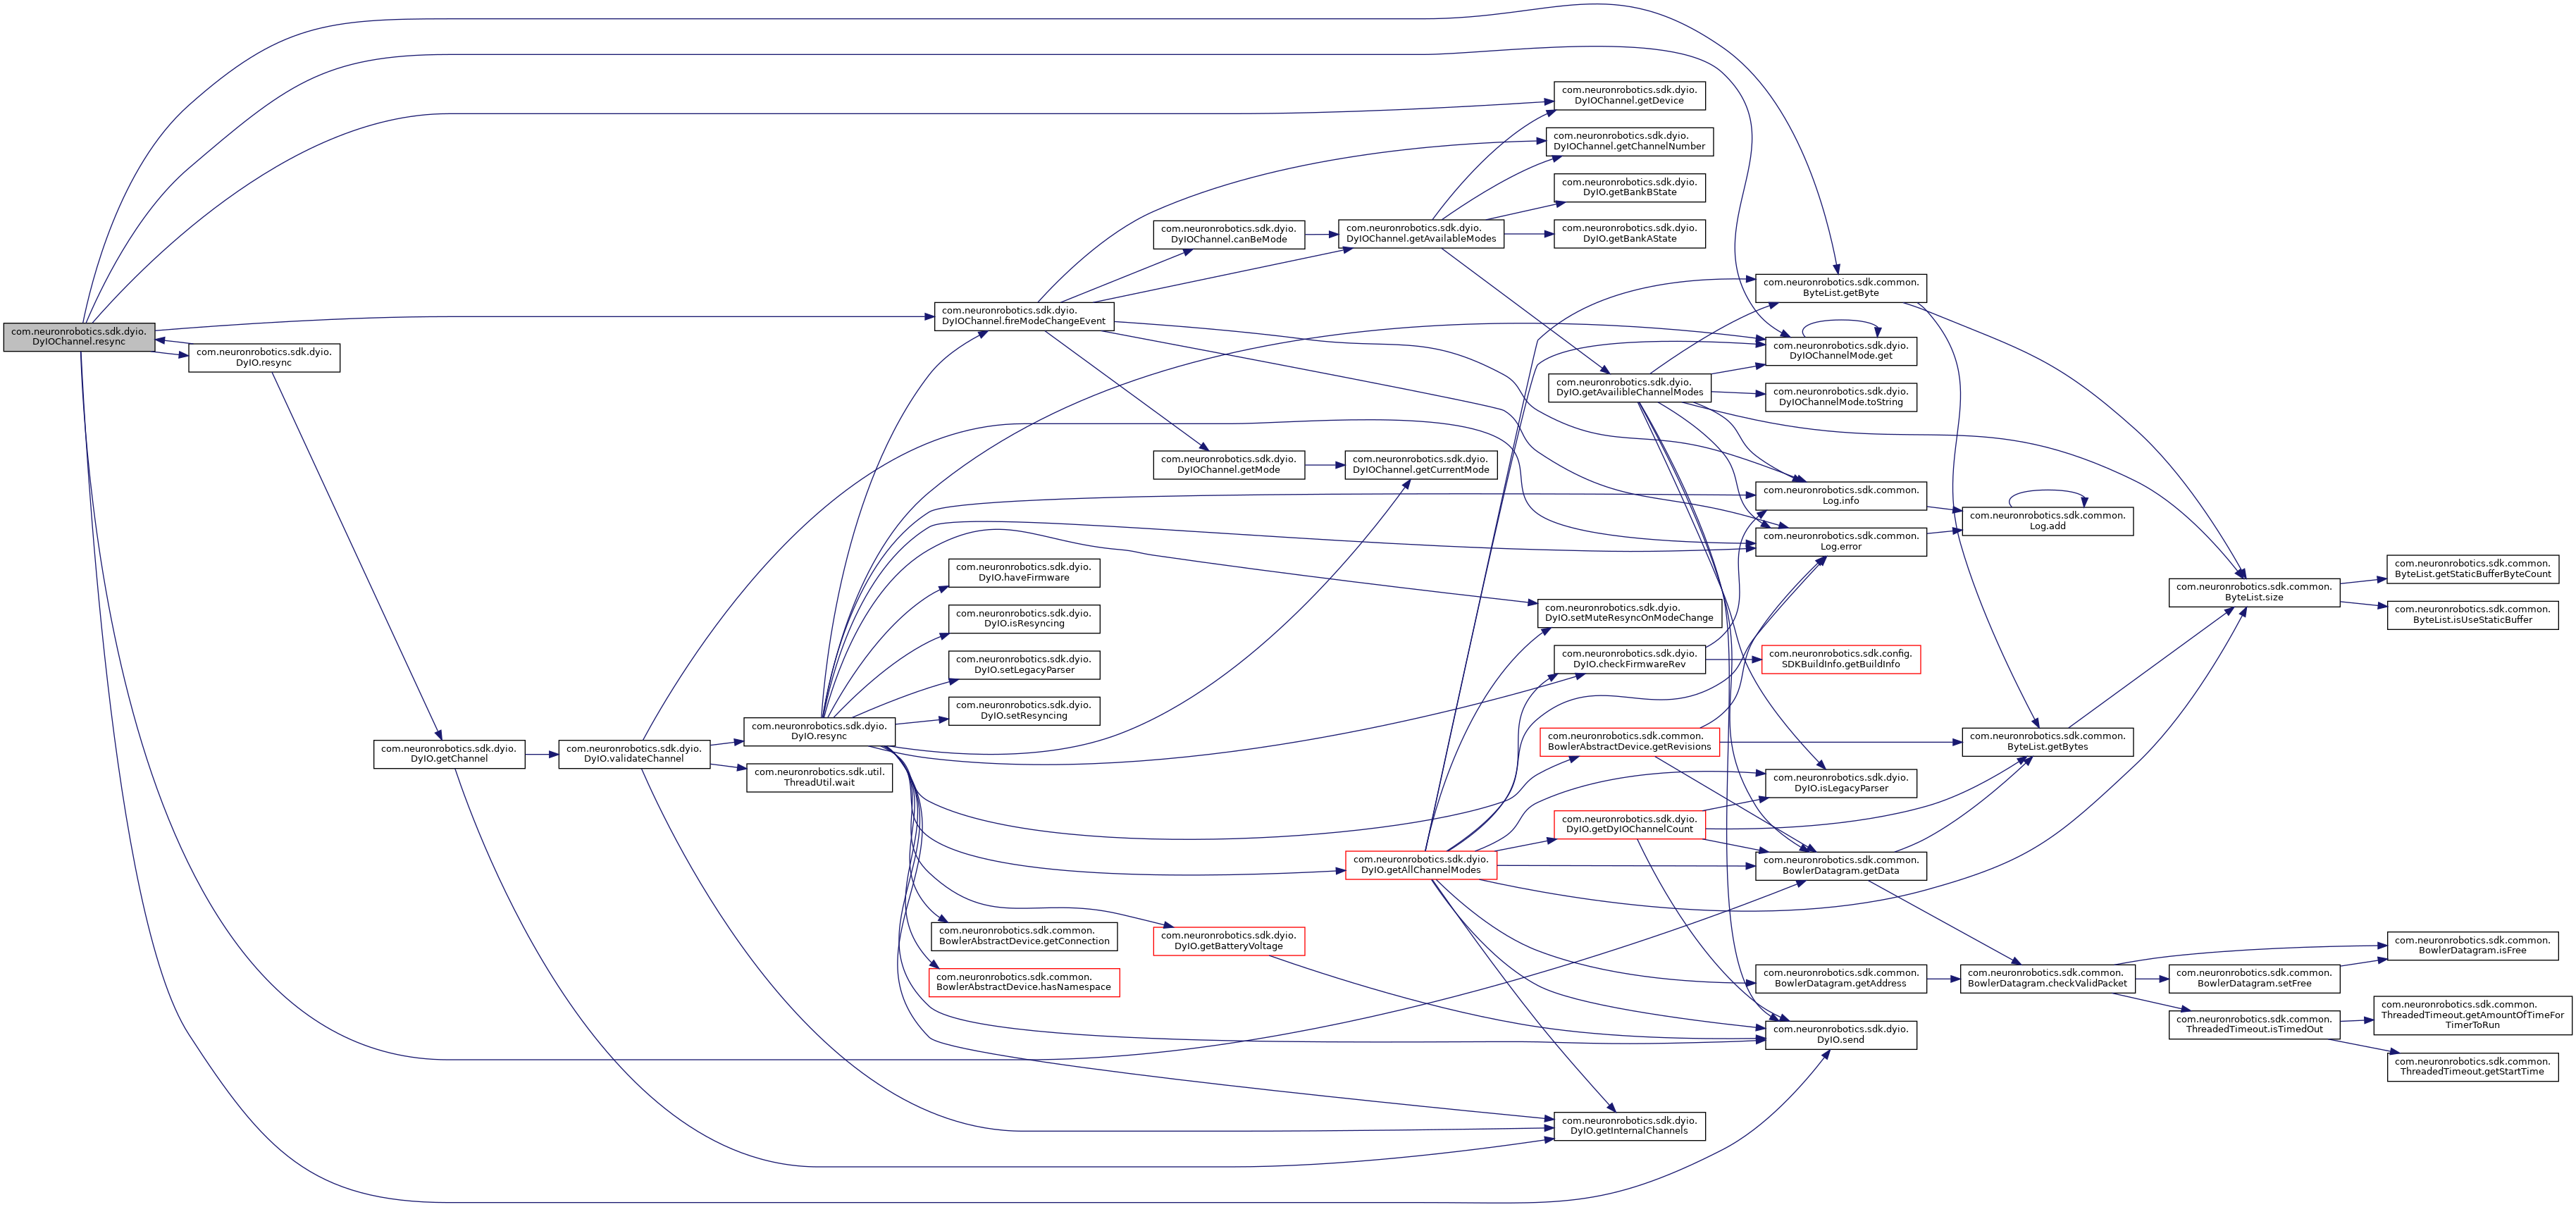 com.neuronrobotics.sdk.dyio.
DyIOChannel.resync
com.neuronrobotics.sdk.dyio.
DyIO.resync
com.neuronrobotics.sdk.dyio.
DyIO.getChannel
com.neuronrobotics.sdk.dyio.
DyIO.validateChannel
com.neuronrobotics.sdk.dyio.
DyIO.resync
com.neuronrobotics.sdk.util.
ThreadUtil.wait
com.neuronrobotics.sdk.dyio.
DyIOChannel.fireModeChangeEvent
com.neuronrobotics.sdk.dyio.
DyIO.haveFirmware
com.neuronrobotics.sdk.dyio.
DyIO.isResyncing
com.neuronrobotics.sdk.dyio.
DyIO.setLegacyParser
com.neuronrobotics.sdk.dyio.
DyIO.setResyncing
com.neuronrobotics.sdk.common.
BowlerAbstractDevice.getConnection
com.neuronrobotics.sdk.common.
BowlerAbstractDevice.hasNamespace
com.neuronrobotics.sdk.dyio.
DyIOChannel.canBeMode
com.neuronrobotics.sdk.dyio.
DyIOChannel.getMode
com.neuronrobotics.sdk.dyio.
DyIO.getBatteryVoltage
com.neuronrobotics.sdk.dyio.
DyIOChannel.getAvailableModes
com.neuronrobotics.sdk.dyio.
DyIOChannel.getCurrentMode
com.neuronrobotics.sdk.dyio.
DyIO.getAllChannelModes
com.neuronrobotics.sdk.dyio.
DyIOChannel.getDevice
com.neuronrobotics.sdk.dyio.
DyIOChannel.getChannelNumber
com.neuronrobotics.sdk.dyio.
DyIO.getBankBState
com.neuronrobotics.sdk.dyio.
DyIO.getBankAState
com.neuronrobotics.sdk.dyio.
DyIO.getAvailibleChannelModes
com.neuronrobotics.sdk.dyio.
DyIO.setMuteResyncOnModeChange
com.neuronrobotics.sdk.dyio.
DyIO.checkFirmwareRev
com.neuronrobotics.sdk.common.
BowlerAbstractDevice.getRevisions
com.neuronrobotics.sdk.dyio.
DyIO.getDyIOChannelCount
com.neuronrobotics.sdk.dyio.
DyIO.getInternalChannels
com.neuronrobotics.sdk.common.
ByteList.getByte
com.neuronrobotics.sdk.dyio.
DyIOChannelMode.get
com.neuronrobotics.sdk.dyio.
DyIOChannelMode.toString
com.neuronrobotics.sdk.common.
Log.info
com.neuronrobotics.sdk.common.
Log.error
com.neuronrobotics.sdk.config.
SDKBuildInfo.getBuildInfo
com.neuronrobotics.sdk.dyio.
DyIO.isLegacyParser
com.neuronrobotics.sdk.common.
BowlerDatagram.getData
com.neuronrobotics.sdk.common.
BowlerDatagram.getAddress
com.neuronrobotics.sdk.dyio.
DyIO.send
com.neuronrobotics.sdk.common.
Log.add
com.neuronrobotics.sdk.common.
ByteList.getBytes
com.neuronrobotics.sdk.common.
BowlerDatagram.checkValidPacket
com.neuronrobotics.sdk.common.
ByteList.size
com.neuronrobotics.sdk.common.
BowlerDatagram.setFree
com.neuronrobotics.sdk.common.
ThreadedTimeout.isTimedOut
com.neuronrobotics.sdk.common.
ByteList.getStaticBufferByteCount
com.neuronrobotics.sdk.common.
ByteList.isUseStaticBuffer
com.neuronrobotics.sdk.common.
BowlerDatagram.isFree
com.neuronrobotics.sdk.common.
ThreadedTimeout.getAmountOfTimeFor
TimerToRun
com.neuronrobotics.sdk.common.
ThreadedTimeout.getStartTime